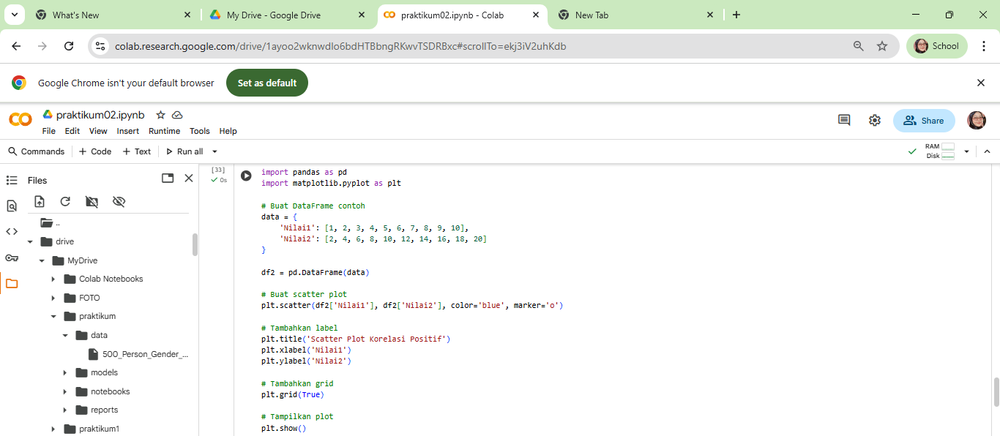 What's New
My Drive - Google Drive
praktikum02.ipynb - Colab
New Tab
colab.research.google.com/drive/1ayoo2wknwdlo6bdHTBbngRKwvTSDRBxc#scrollTo=ekj3iV2uhKdb
School
Google Chrome isn't your default browser
Set as default
praktikum02.ipynb
File Edit View Insert Runtime Tools Help
Share
Commands + Code + Text Run all
RAM
Disk
Files
..
drive
MyDrive
Colab Notebooks
FOTO
praktikum
data
500_Person_Gender_...
models
notebooks
reports
praktikum1
[33]
0s
import pandas as pd
import matplotlib.pyplot as plt
# Buat DataFrame contoh
data = {
'Nilai1': [1, 2, 3, 4, 5, 6, 7, 8, 9, 10],
'Nilai2': [2, 4, 6, 8, 10, 12, 14, 16, 18, 20]
}
df2 = pd.DataFrame(data)
# Buat scatter plot
plt.scatter(df2['Nilai1'], df2['Nilai2'], color='blue', marker='o')
# Tambahkan label
plt.title('Scatter Plot Korelasi Positif')
plt.xlabel('Nilai1')
plt.ylabel('Nilai2')
# Tambahkan grid
plt.grid(True)
# Tampilkan plot
plt.show()